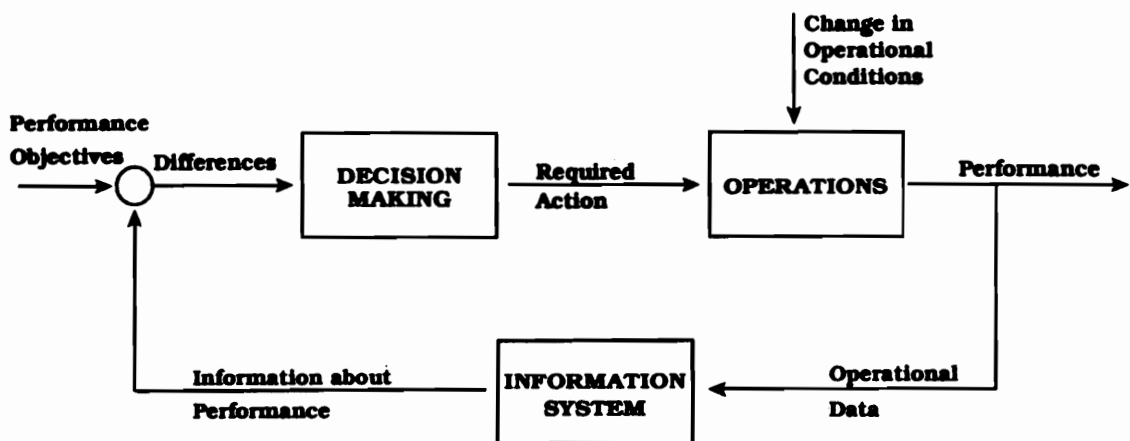 Change in
Operational
Conditions
Performance
Objectives
Differences
DECISION
MAKING
Required
Action
OPERATIONS
Performance
Information about
Performance
INFORMATION
SYSTEM
Operational
Data